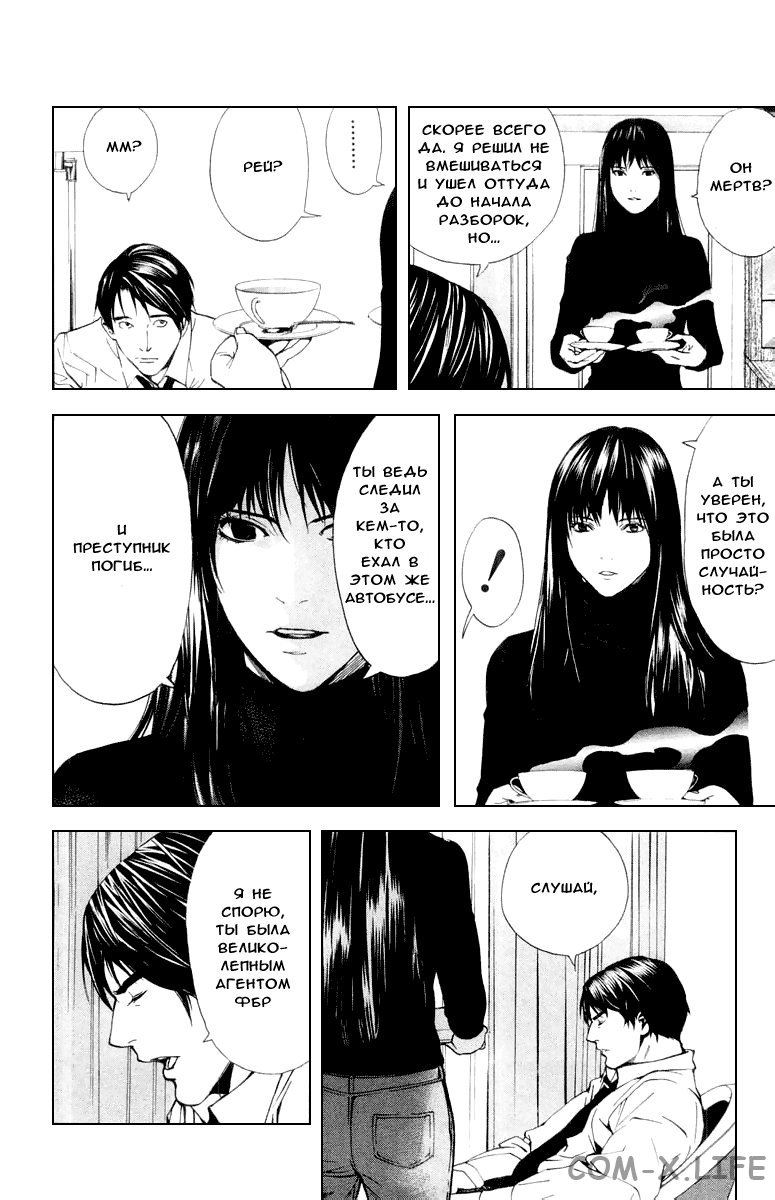 ОН
МЕРТВ?
СКОРЕЕ ВСЕГО
ДА. Я РЕШИЛ НЕ
ВМЕШИВАТЬСЯ
И УШЕЛ ОТТУДА
ДО НАЧАЛА
РАЗБОРОК,
НО...
.........
РЕЙ?
ММ?
А ТЫ
УВЕРЕН,
ЧТО ЭТО
БЫЛА
ПРОСТО
СЛУЧАЙ-
НОСТЬ?
!
ТЫ ВЕДЬ
СЛЕДИЛ
ЗА
КЕМ-ТО,
КТО
ЕХАЛ В
ЭТОМ ЖЕ
АВТОБУСЕ...
И
ПРЕСТУПНИК
ПОГИБ...
СЛУШАЙ,
Я НЕ
СПОРЮ,
ТЫ БЫЛА
ВЕЛИКО-
ЛЕПНЫМ
АГЕНТОМ
ФБР
COM-X.LIFE